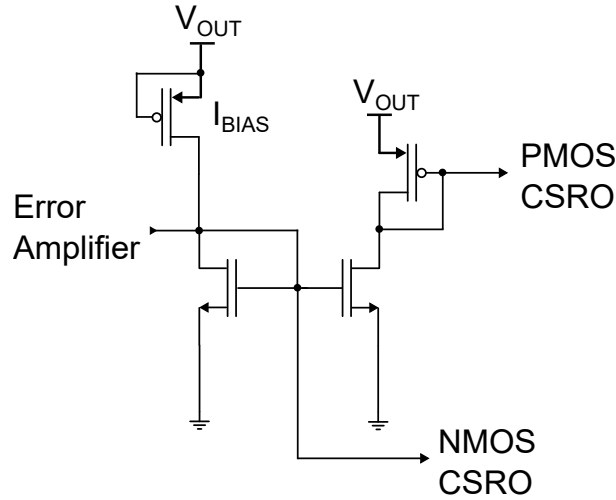 VOUT
IBIAS
VOUT
PMOS
CSRO
Error
Amplifier
NMOS
CSRO